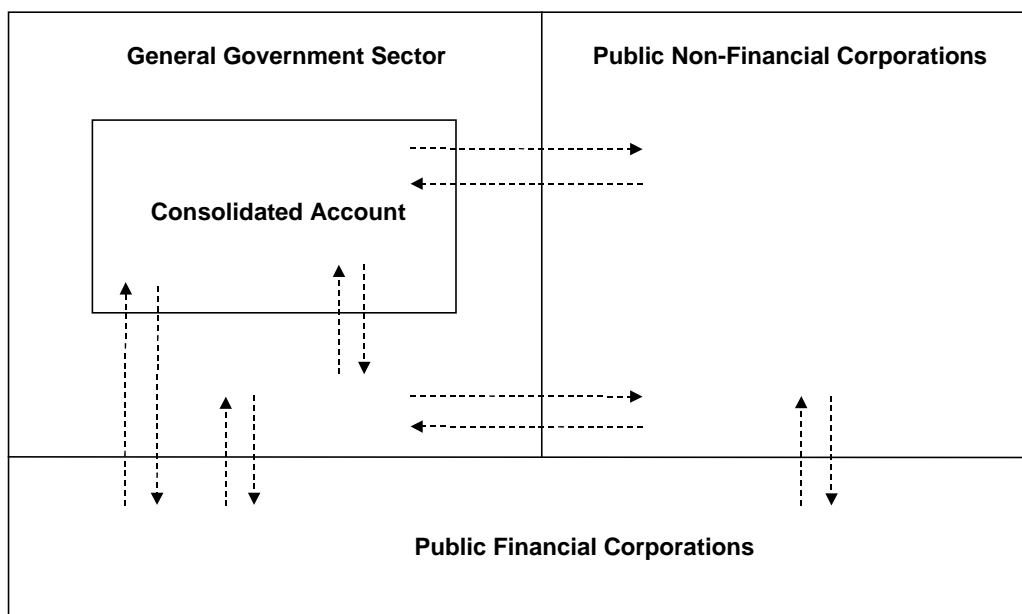 General Government Sector
Public Non-Financial Corporations
Consolidated Account
Public Financial Corporations